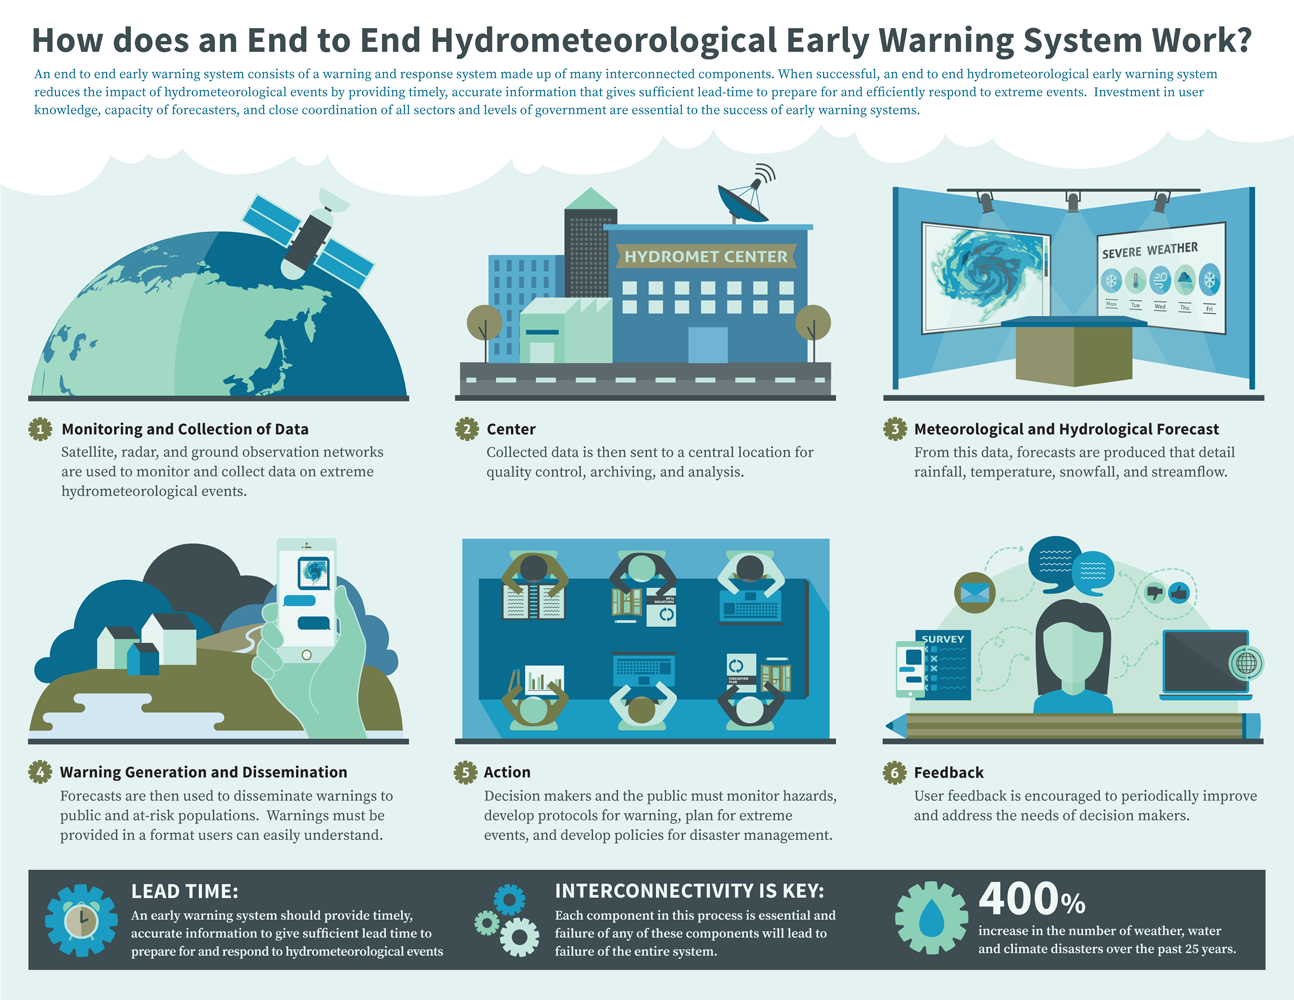 How does an End to End Hydrometeorological Early Warning System Work?
An end to end early warning system consists of a warning and response system made up of many interconnected components. When successful, an end to end hydrometeorological early warning system
reduces the impact of hydrometeorological events by providing timely, accurate information that gives sufficient lead-time to prepare for and efficiently respond to extreme events. Investment in user
knowledge, capacity of forecasters, and close coordination of all sectors and levels of government are essential to the success of early warning systems.
HYDROMET CENTER
SEVERE WEATHER
Mon Tue Wed Thu Fri
1 Monitoring and Collection of Data
Satellite, radar, and ground observation networks
are used to monitor and collect data on extreme
hydrometeorological events.
2 Center
Collected data is then sent to a central location for
quality control, archiving, and analysis.
3 Meteorological and Hydrological Forecast
From this data, forecasts are produced that detail
rainfall, temperature, snowfall, and streamflow.
EVACUATION
PLAN
SURVEY
4 Warning Generation and Dissemination
Forecasts are then used to disseminate warnings to
public and at-risk populations. Warnings must be
provided in a format users can easily understand.
5 Action
Decision makers and the public must monitor hazards,
develop protocols for warning, plan for extreme
events, and develop policies for disaster management.
6 Feedback
User feedback is encouraged to periodically improve
and address the needs of decision makers.
LEAD TIME:
An early warning system should provide timely,
accurate information to give sufficient lead time to
prepare for and respond to hydrometeorological events
INTERCONNECTIVITY IS KEY:
Each component in this process is essential and
failure of any of these components will lead to
failure of the entire system.
400%
increase in the number of weather, water
and climate disasters over the past 25 years.